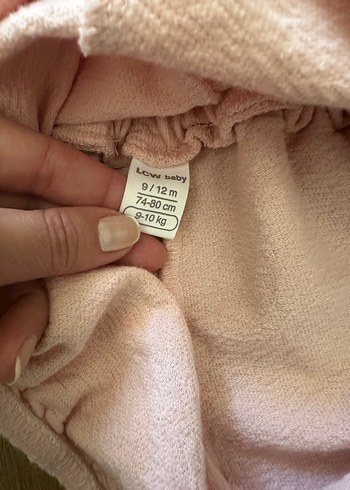 LCW baby
9 / 12 m
74-80 cm
9-10 kg